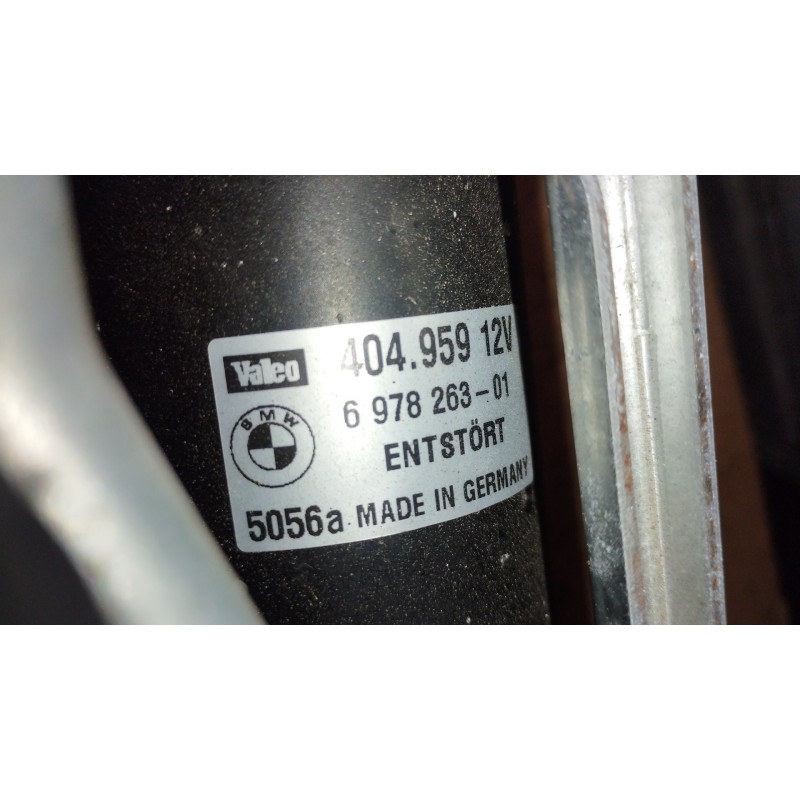 Valeo 404.959 12V
BMW 6 978 263-01
ENTSTÖRT
5056a MADE IN GERMANY